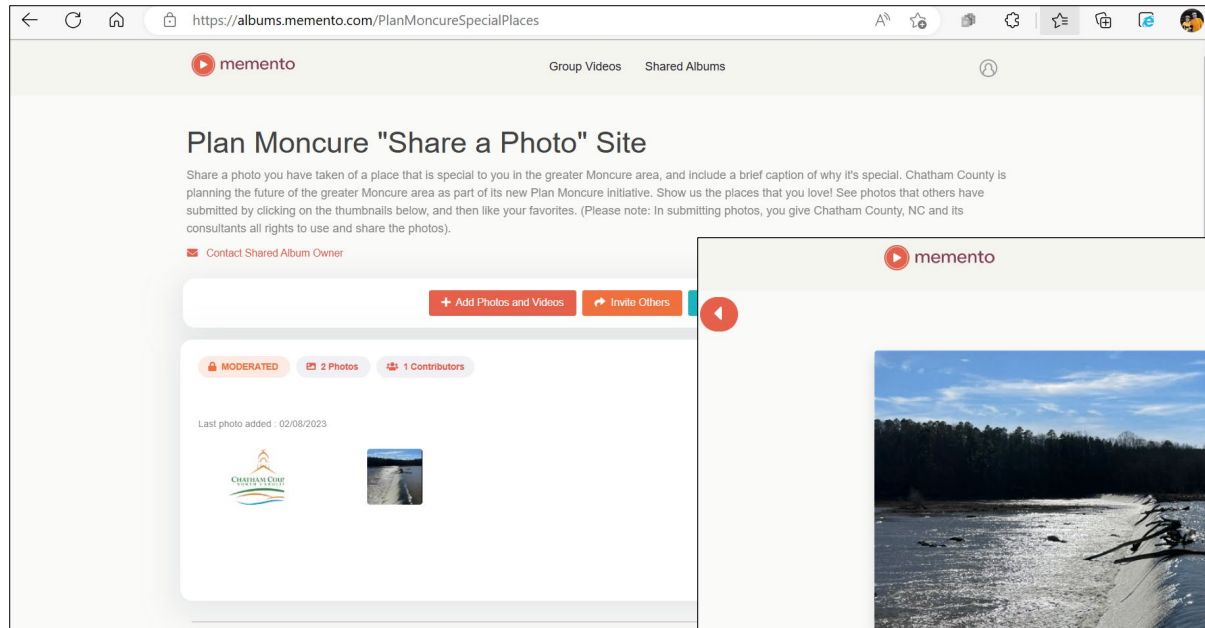 https://albums.memento.com/PlanMoncureSpecialPlaces
memento
Group Videos
Shared Albums
Plan Moncure "Share a Photo" Site
Share a photo you have taken of a place that is special to you in the greater Moncure area, and include a brief caption of why it's special. Chatham County is
planning the future of the greater Moncure area as part of its new Plan Moncure initiative. Show us the places that you love! See photos that others have
submitted by clicking on the thumbnails below, and then like your favorites. (Please note: In submitting photos, you give Chatham County, NC and its
consultants all rights to use and share the photos).
Contact Shared Album Owner
+ Add Photos and Videos
Invite Others
MODERATED
2 Photos
1 Contributors
Last photo added : 02/08/2023
CHATHAM COU
memento